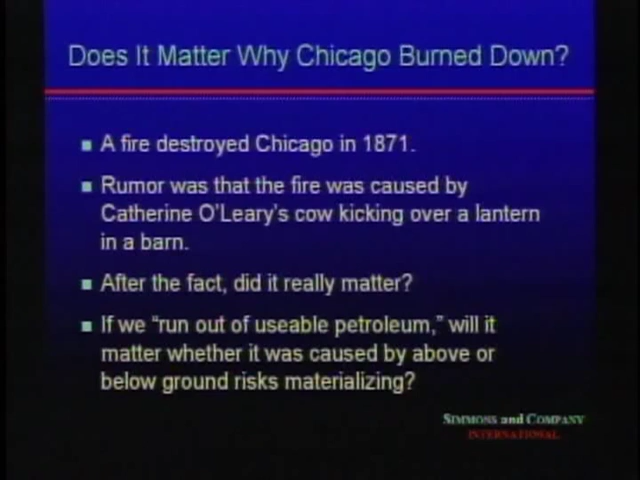 Does It Matter Why Chicago Burned Down?
A fire destroyed Chicago in 1871.
Rumor was that the fire was caused by
Catherine O'Leary's cow kicking over a lantern
in a barn.
After the fact, did it really matter?
If we "run out of useable petroleum," will it
matter whether it was caused by above or
below ground risks materializing?
SIMMONS and COMPANY
INTERNATIONAL